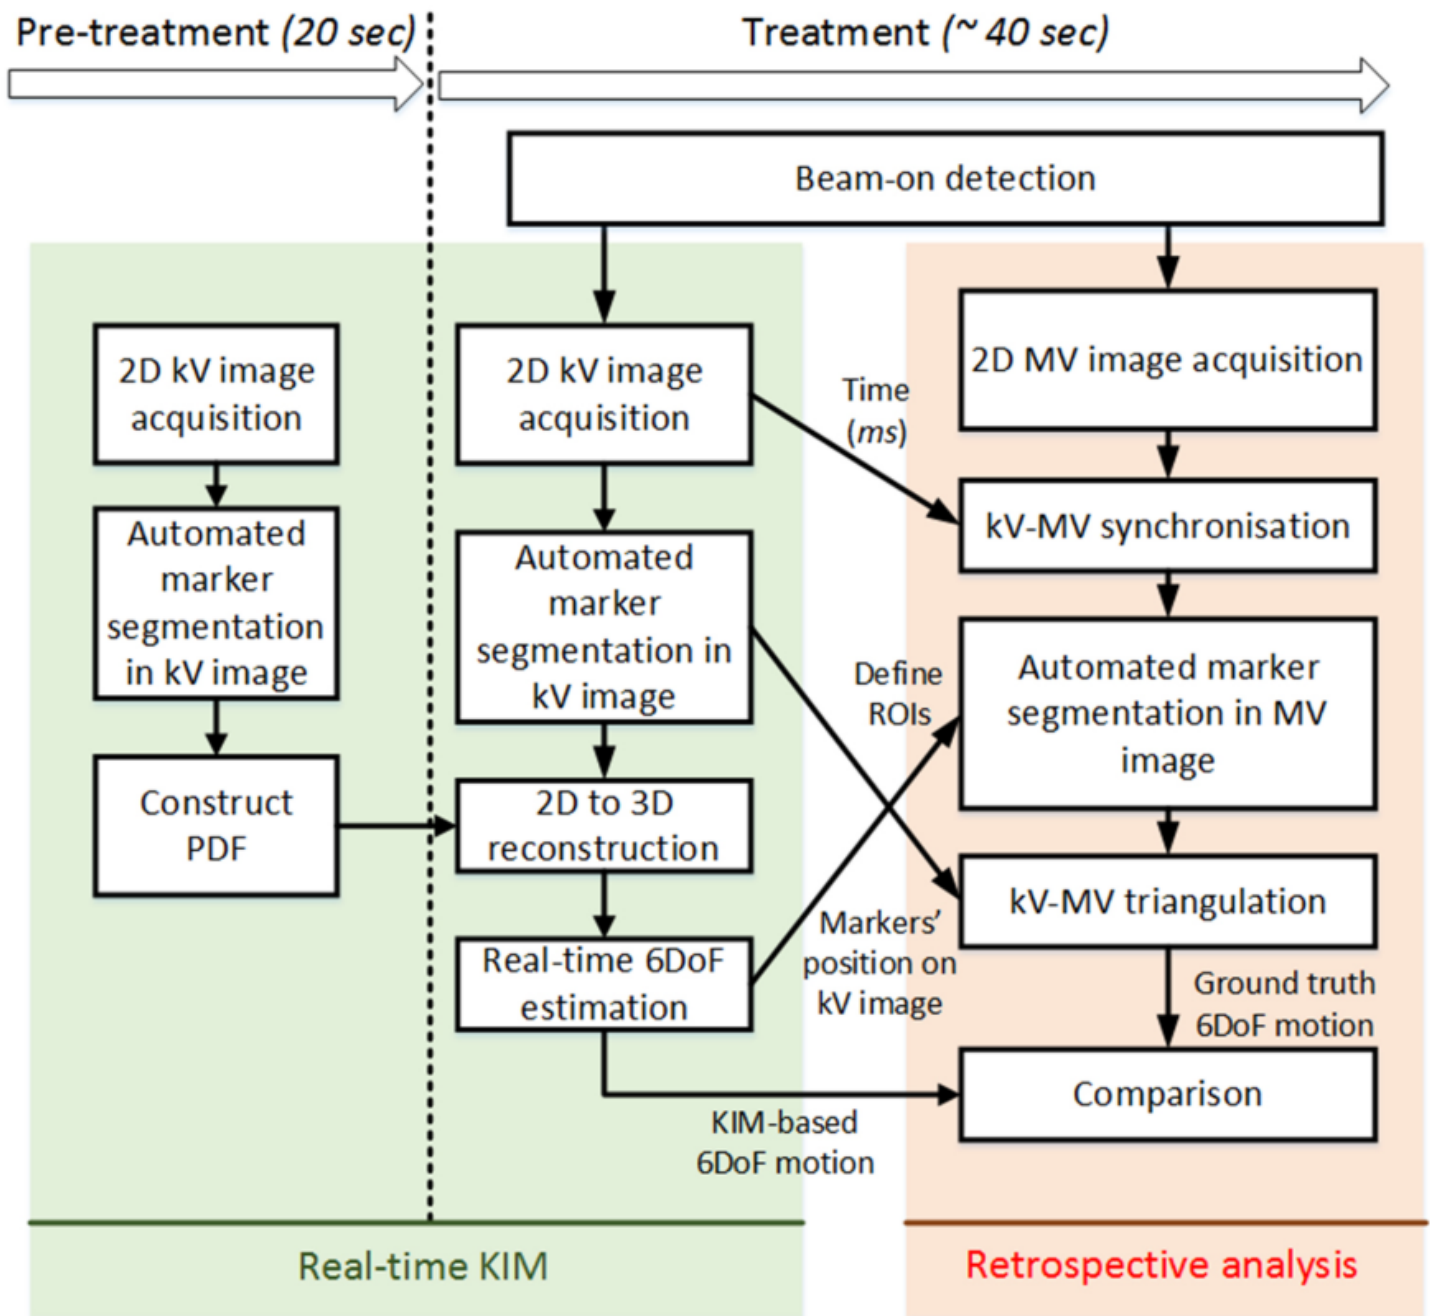 Pre-treatment (20 sec)
Treatment (~ 40 sec)
Beam-on detection
2D kV image
acquisition
Automated
marker
segmentation
in kV image
Construct
PDF
2D kV image
acquisition
Automated
marker
segmentation in
kV image
2D to 3D
reconstruction
Real-time 6DoF
estimation
Time
(ms)
Define
ROIs
Markers’
position on
kV image
KIM-based
6DoF motion
2D MV image acquisition
kV-MV synchronisation
Automated marker
segmentation in MV
image
kV-MV triangulation
Ground truth
6DoF motion
Comparison
Real-time KIM
Retrospective analysis